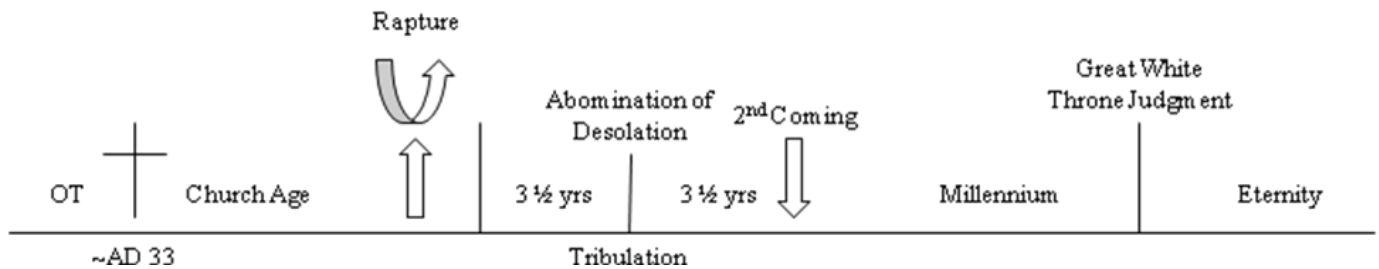 Rapture
Great White
Throne Judgment
Abomination of
Desolation
2nd Coming
OT
Church Age
3 ½ yrs
3 ½ yrs
Millennium
Eternity
~AD 33
Tribulation